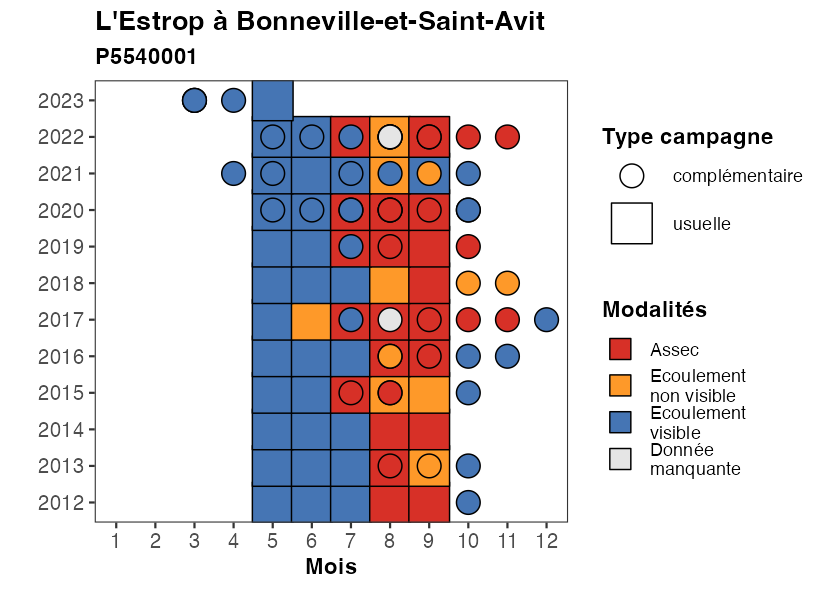 L'Estrop à Bonneville-et-Saint-Avit
P5540001
2023
2022
2021
2020
2019
2018
2017
2016
2015
2014
2013
2012
1 2 3 4 5 6 7 8 9 10 11 12
Mois
Type campagne
complémentaire
usuelle
Modalités
Assec
Ecoulement
non visible
Ecoulement
visible
Donnée
manquante